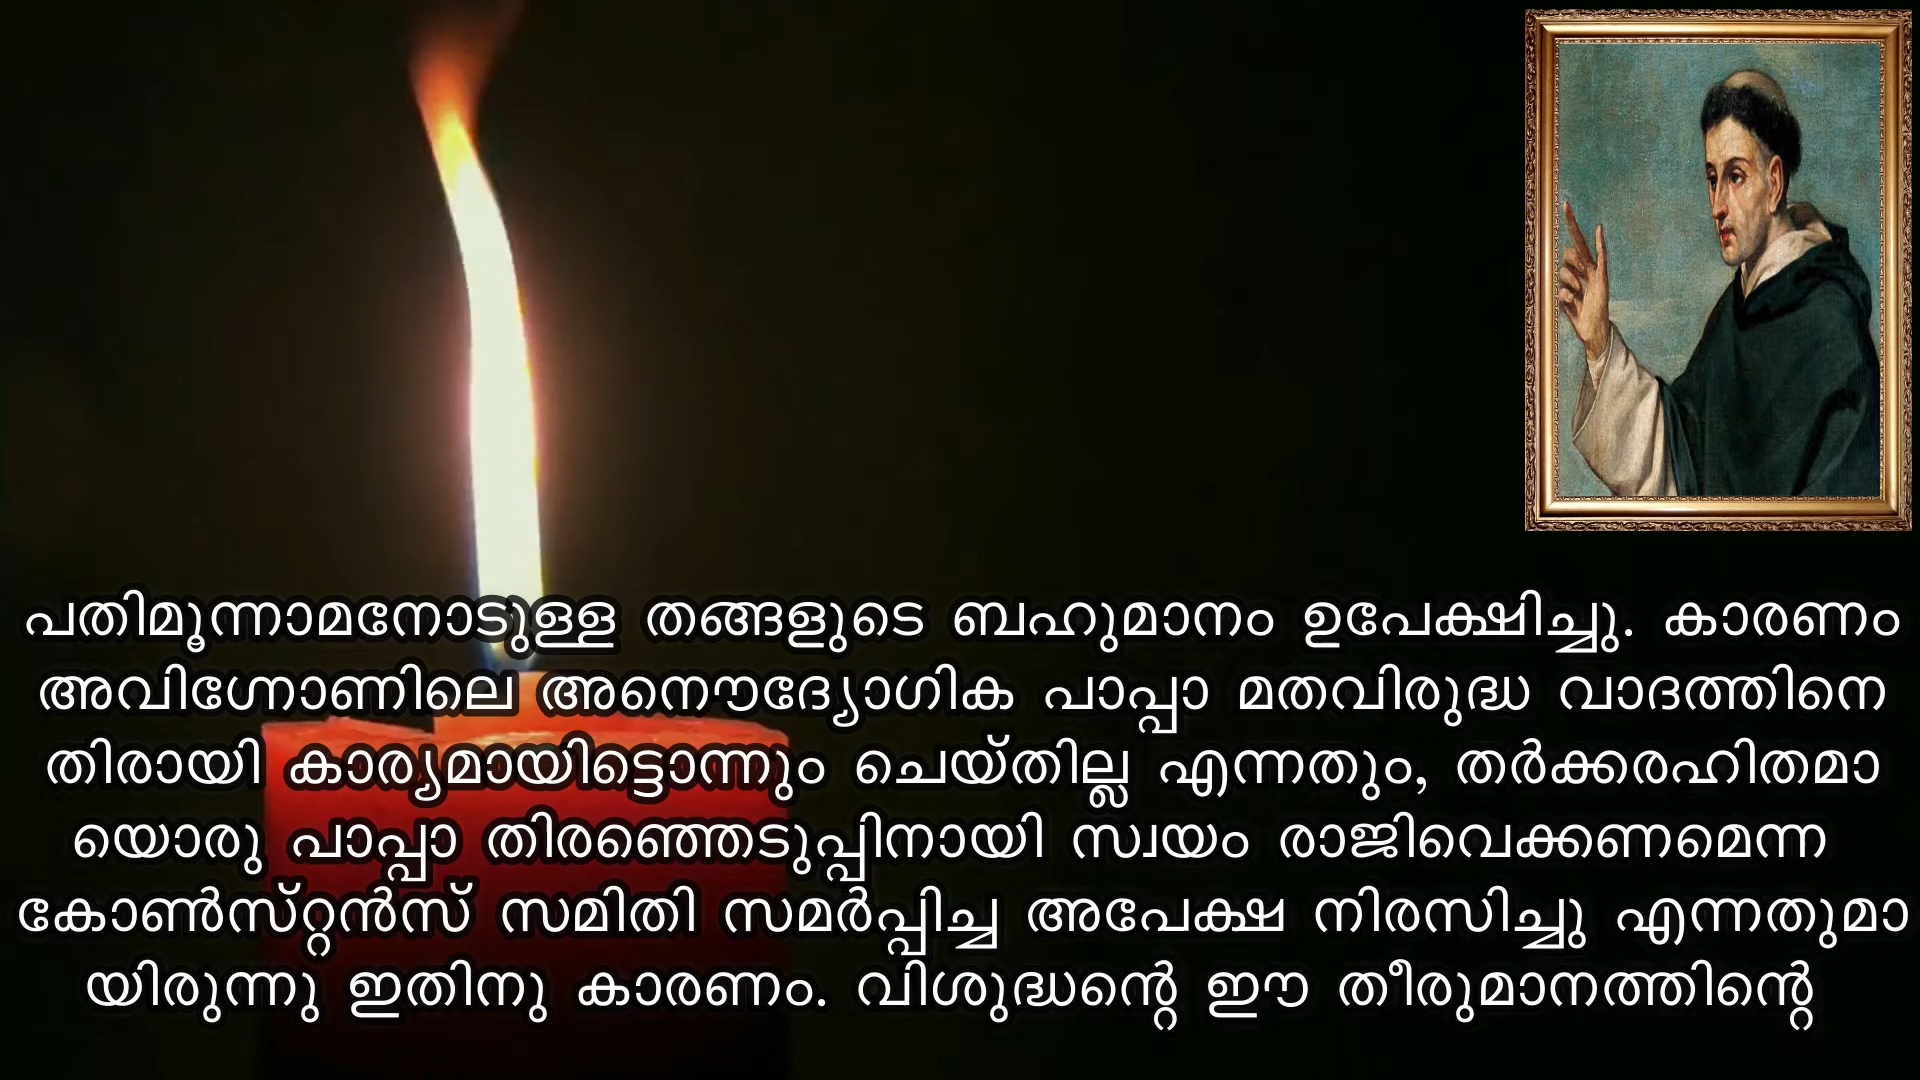 പതിമൂന്നാമനോടുള്ള തങ്ങളുടെ ബഹുമാനം ഉപേക്ഷിച്ചു. കാരണം
അവിഗ്നോണിലെ അനൌദ്യോഗിക പാപ്പാ മതവിരുദ്ധ വാദത്തിനെ
തിരായി കാര്യമായിട്ടൊന്നും ചെയ്തില്ല എന്നതും, തർക്കരഹിതമാ
യൊരു പാപ്പാ തിരഞ്ഞെടുപ്പിനായി സ്വയം രാജിവെക്കണമെന്ന
കോൺസ്റ്റൻസ് സമിതി സമർപ്പിച്ച അപേക്ഷ നിരസിച്ചു എന്നതുമാ
യിരുന്നു ഇതിനു കാരണം. വിശുദ്ധന്റെ ഈ തീരുമാനത്തിന്റെ